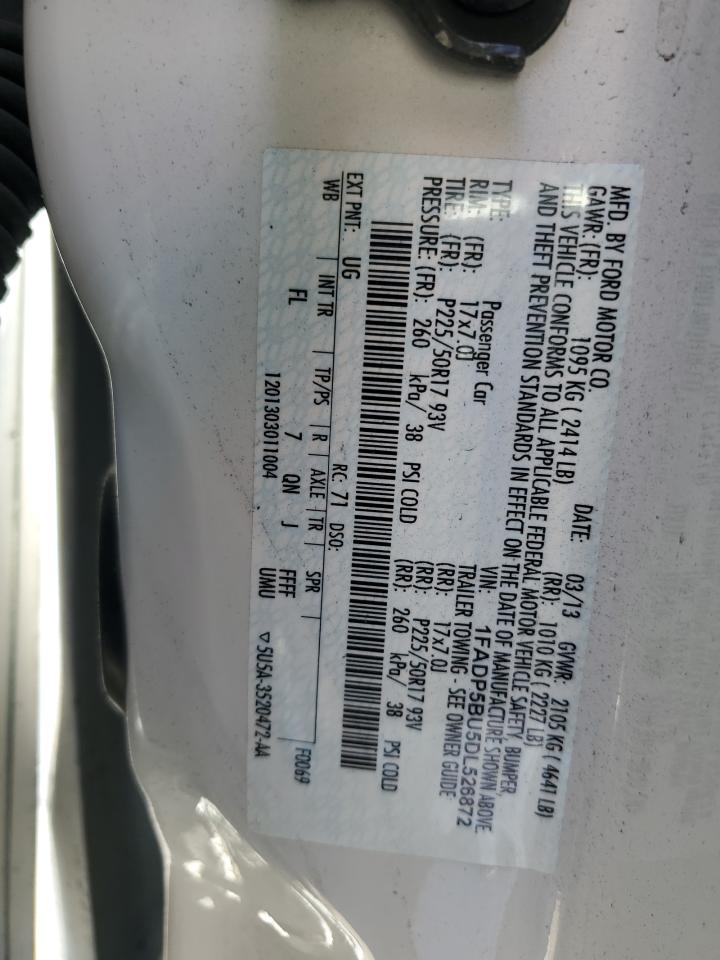 MFD. BY FORD MOTOR CO.
DATE: 03/13 GVWR: 2105 KG ( 4641 LB)
GAWR: (FR): 1095 KG ( 2414 LB) (RR): 1010 KG ( 2227 LB)
THIS VEHICLE CONFORMS TO ALL APPLICABLE FEDERAL MOTOR VEHICLE SAFETY, BUMPER,
AND THEFT PREVENTION STANDARDS IN EFFECT ON THE DATE OF MANUFACTURE SHOWN ABOVE
VIN: 1FADP5BU5DL526872
TYPE: Passenger Car TRAILER TOWING - SEE OWNER GUIDE
RIM: (FR): 17x7.0J (RR): 17x7.0J
TIRE: (FR): P225/50R17 93V (RR): P225/50R17 93V
PRESSURE: (FR): 260 kPa/ 38 PSI COLD (RR): 260 kPa/ 38 PSI COLD
EXT PNT: UG RC: 71 DSO: F0069
WB | INT TR | TP/PS | R | AXLE | TR | SPR
FL 7 QN J FFFF
1201303011004 UMU ▽5U5A-3520472-AA